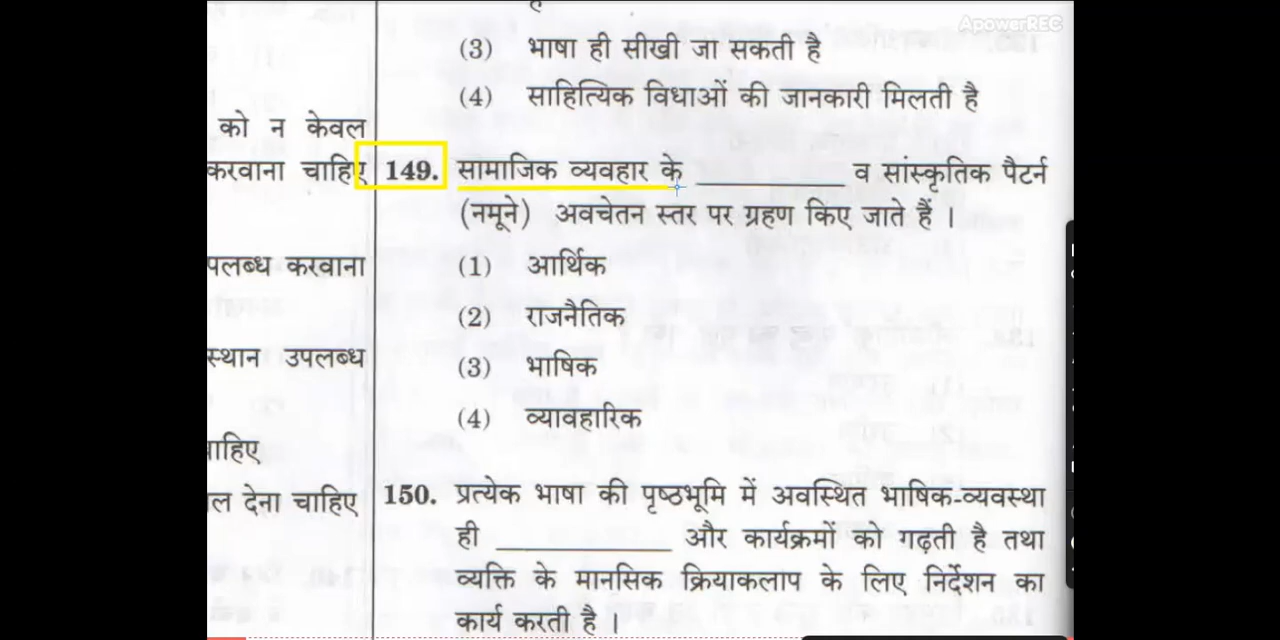 ApowerREC
(3) भाषा ही सीखी जा सकती है
(4) साहित्यिक विधाओं की जानकारी मिलती है
को न केवल
करवाना चाहिए
पलब्ध करवाना
स्थान उपलब्ध
वाहिए
ल देना चाहिए
149. सामाजिक व्यवहार के __________ व सांस्कृतिक पैटर्न
(नमूने) अवचेतन स्तर पर ग्रहण किए जाते हैं ।
(1) आर्थिक
(2) राजनैतिक
(3) भाषिक
(4) व्यावहारिक
150. प्रत्येक भाषा की पृष्ठभूमि में अवस्थित भाषिक-व्यवस्था
ही ____________ और कार्यक्रमों को गढ़ती है तथा
व्यक्ति के मानसिक क्रियाकलाप के लिए निर्देशन का
कार्य करती है ।